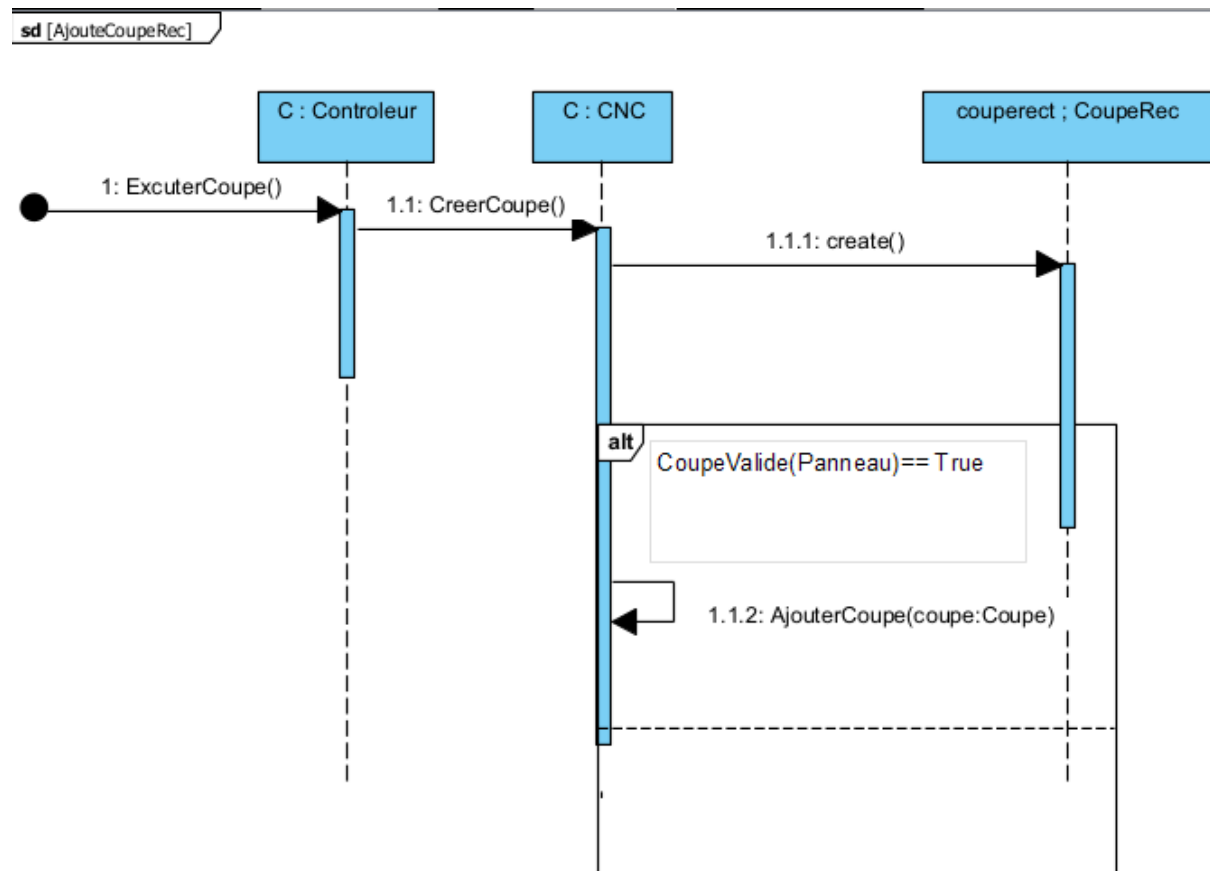 sd [AjouteCoupeRec]
C : Controleur
C : CNC
couperect ; CoupeRec
1: ExcuterCoupe()
1.1: CreerCoupe()
1.1.1: create()
alt
CoupeValide(Panneau)== True
1.1.2: AjouterCoupe(coupe:Coupe)